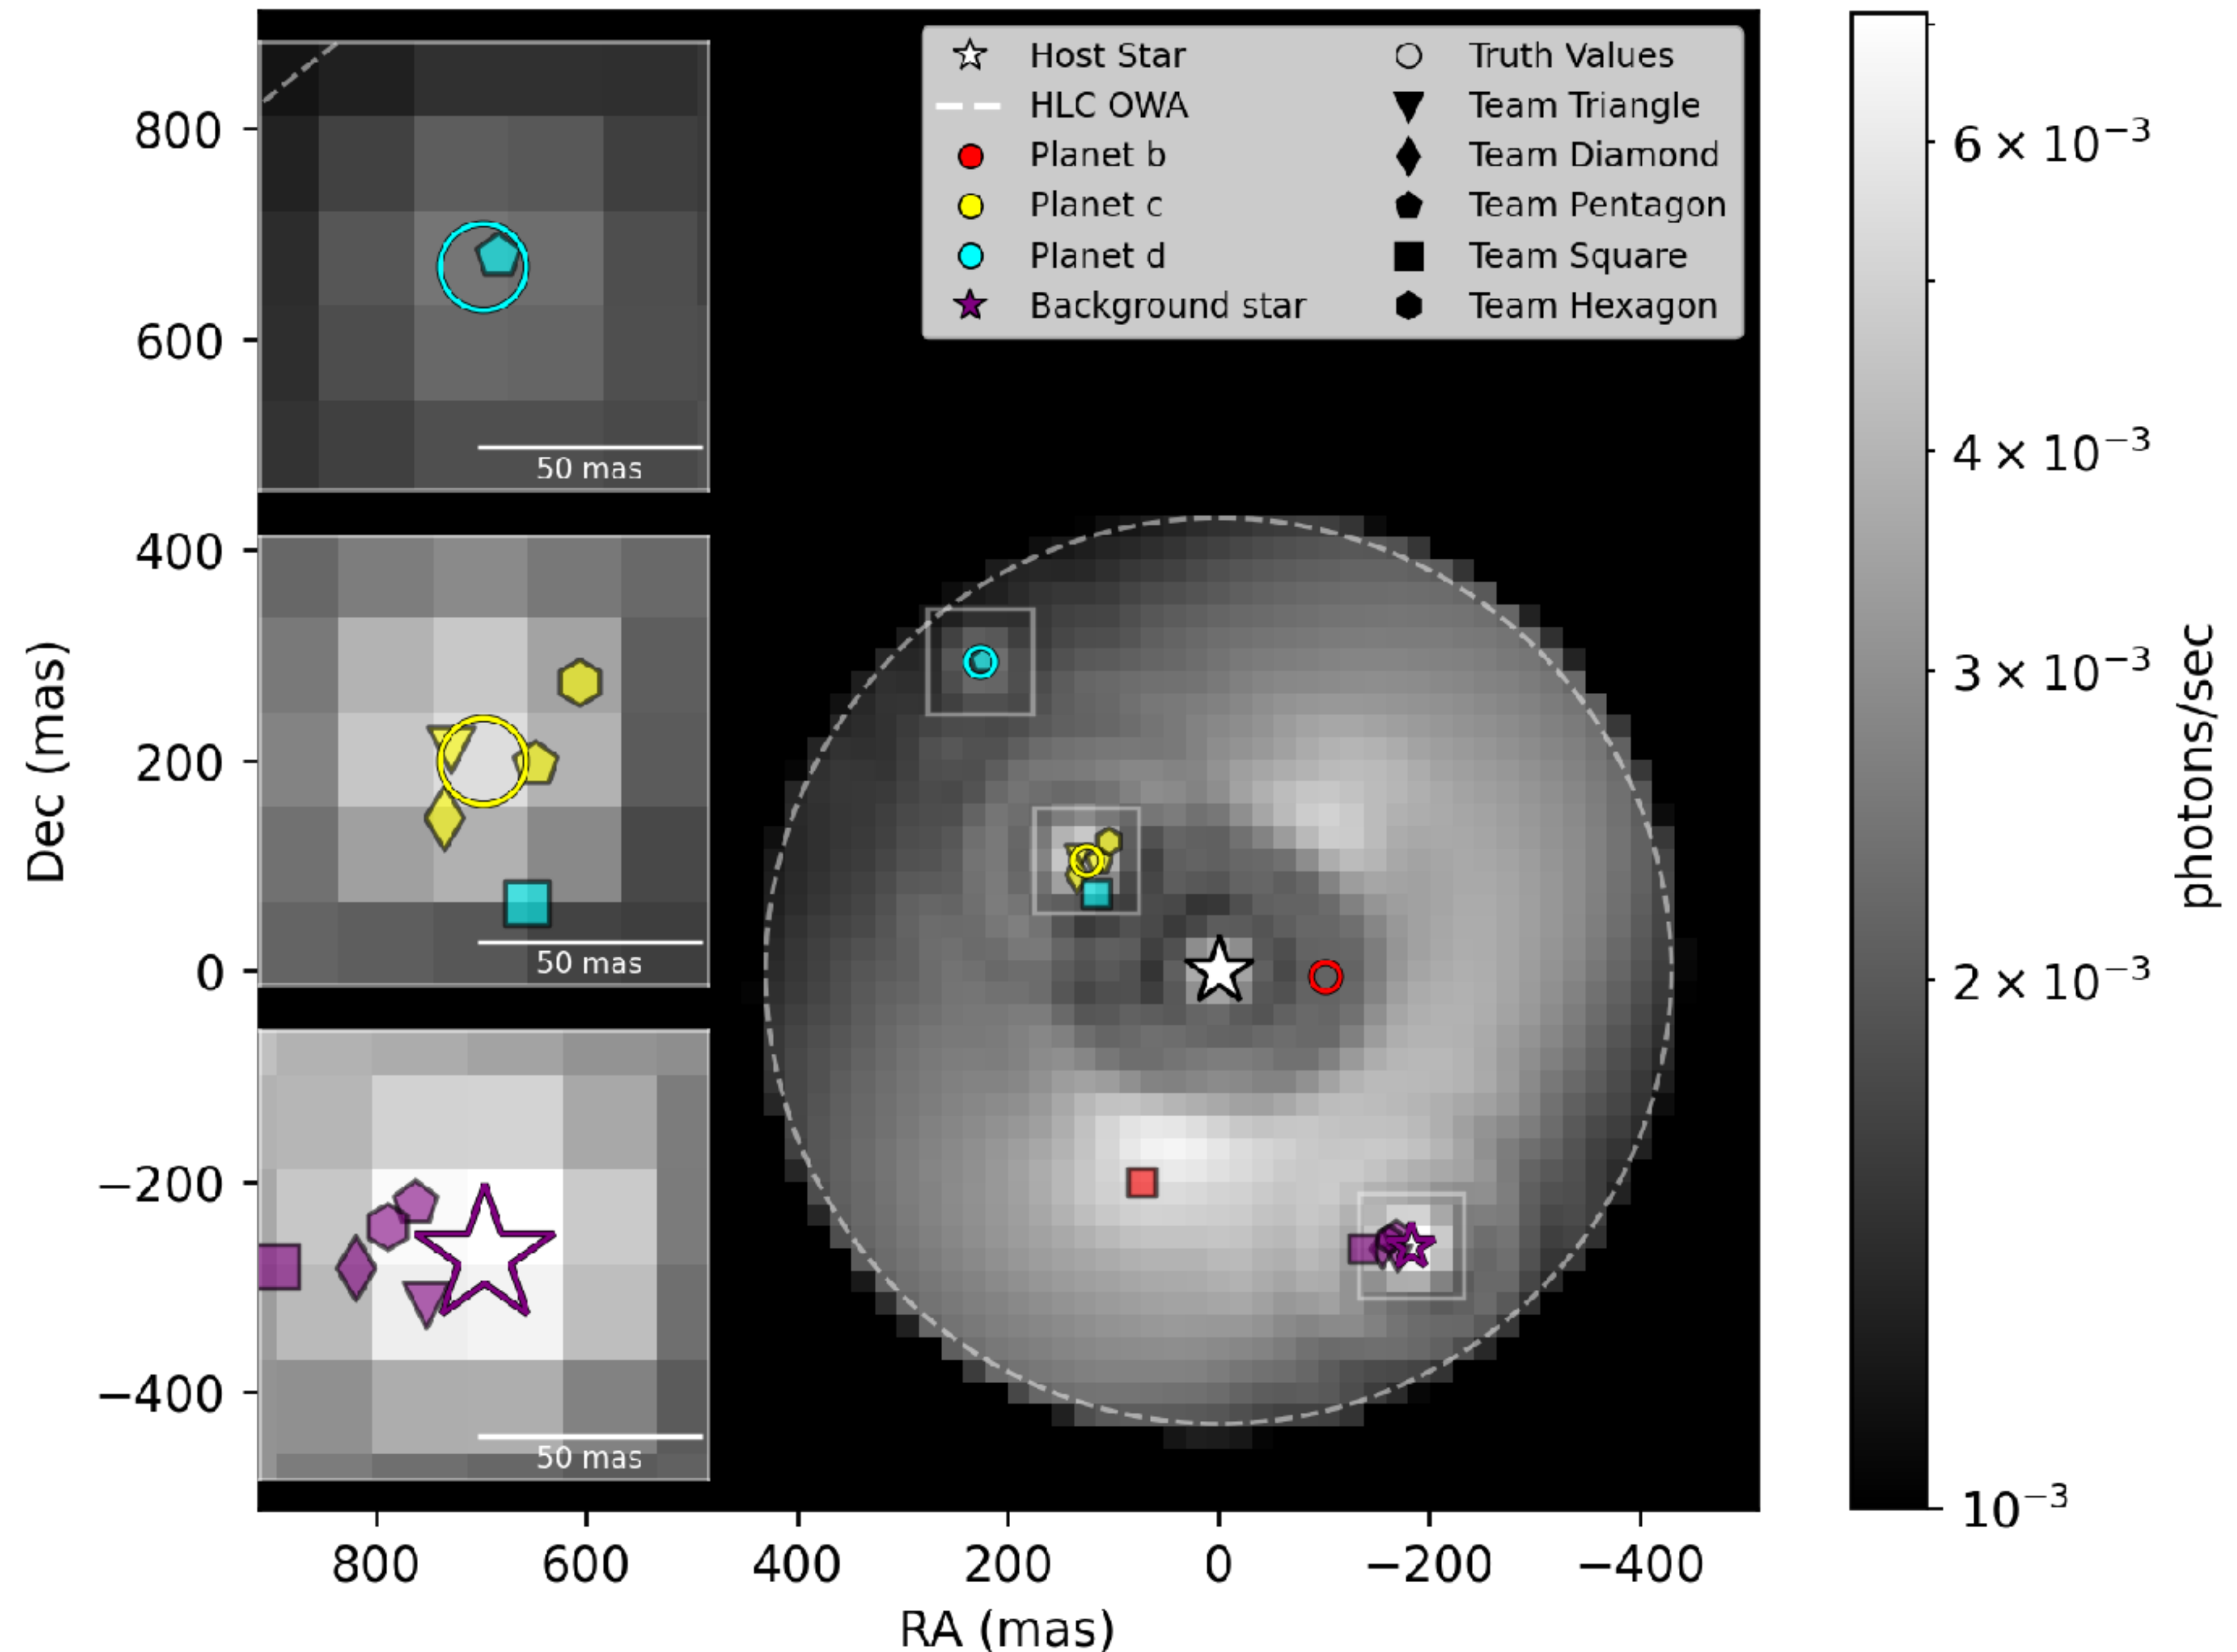 Host Star
HLC OWA
Planet b
Planet c
Planet d
Background star
Truth Values
Team Triangle
Team Diamond
Team Pentagon
Team Square
Team Hexagon
50 mas
50 mas
50 mas
Dec (mas)
800
600
400
200
0
−200
−400
800
600
400
200
0
−200
−400
RA (mas)
6 × 10⁻³
4 × 10⁻³
3 × 10⁻³
2 × 10⁻³
10⁻³
photons/sec